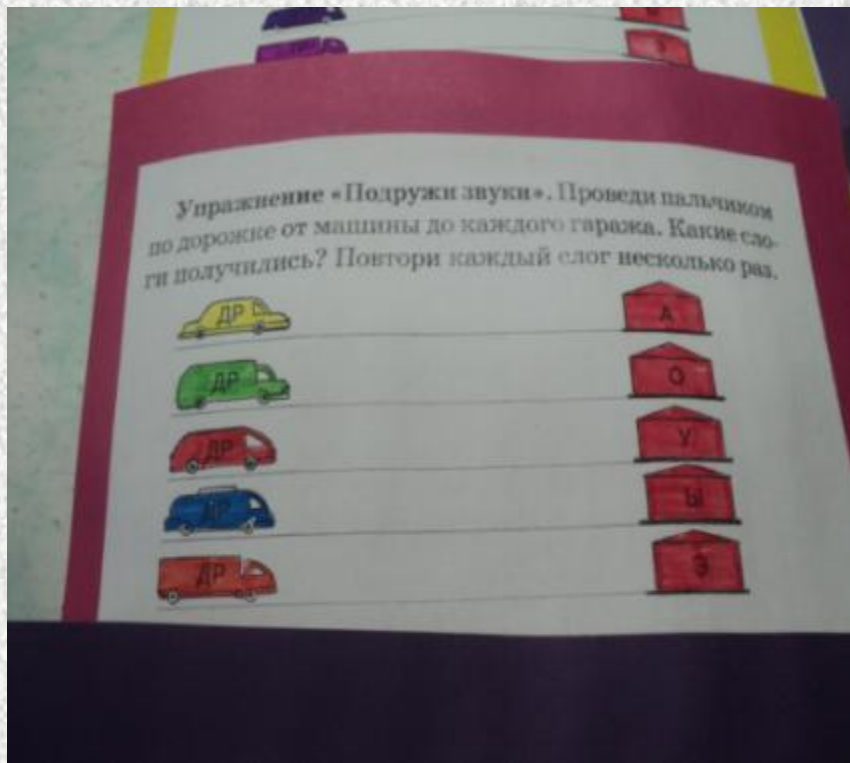 Упражнение «Подружи звуки». Проведи пальчиком
по дорожке от машины до каждого гаража. Какие сло-
ги получились? Повтори каждый слог несколько раз.
ДР А
ДР О
ДР У
ДР Ы
ДР Э